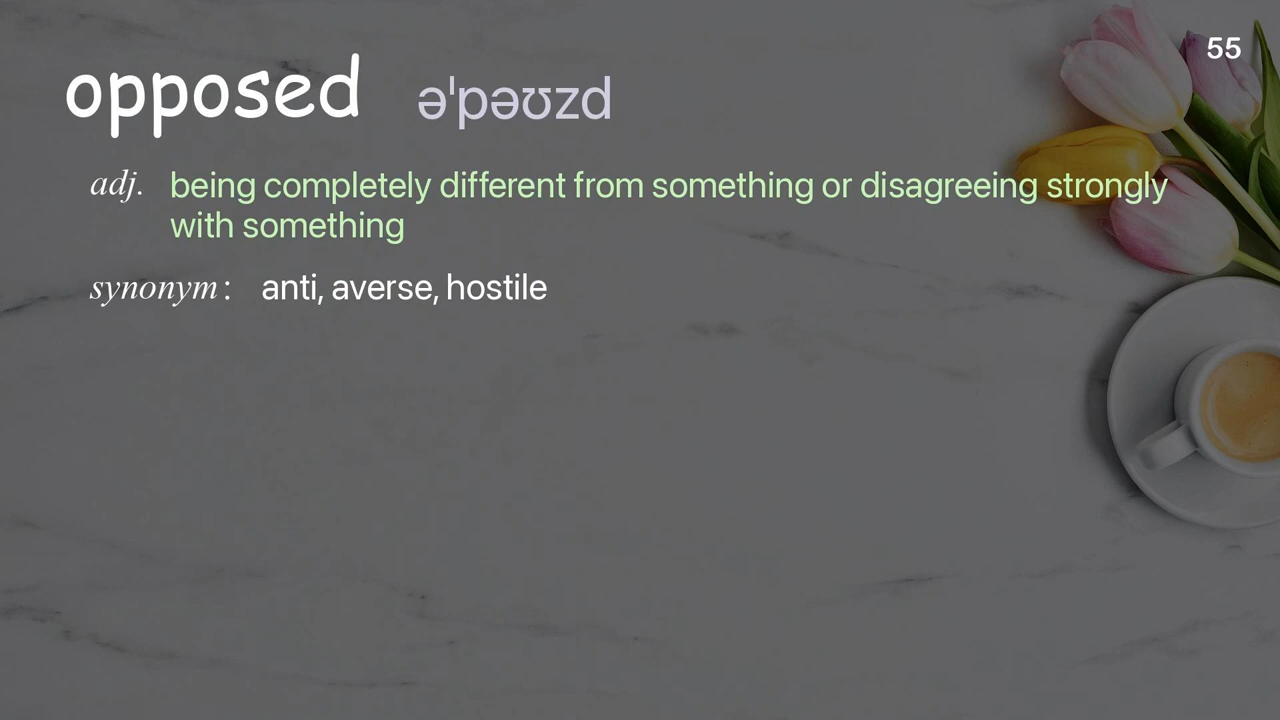 55
opposed əˈpəʊzd
adj. being completely different from something or disagreeing strongly
with something
synonym: anti, averse, hostile